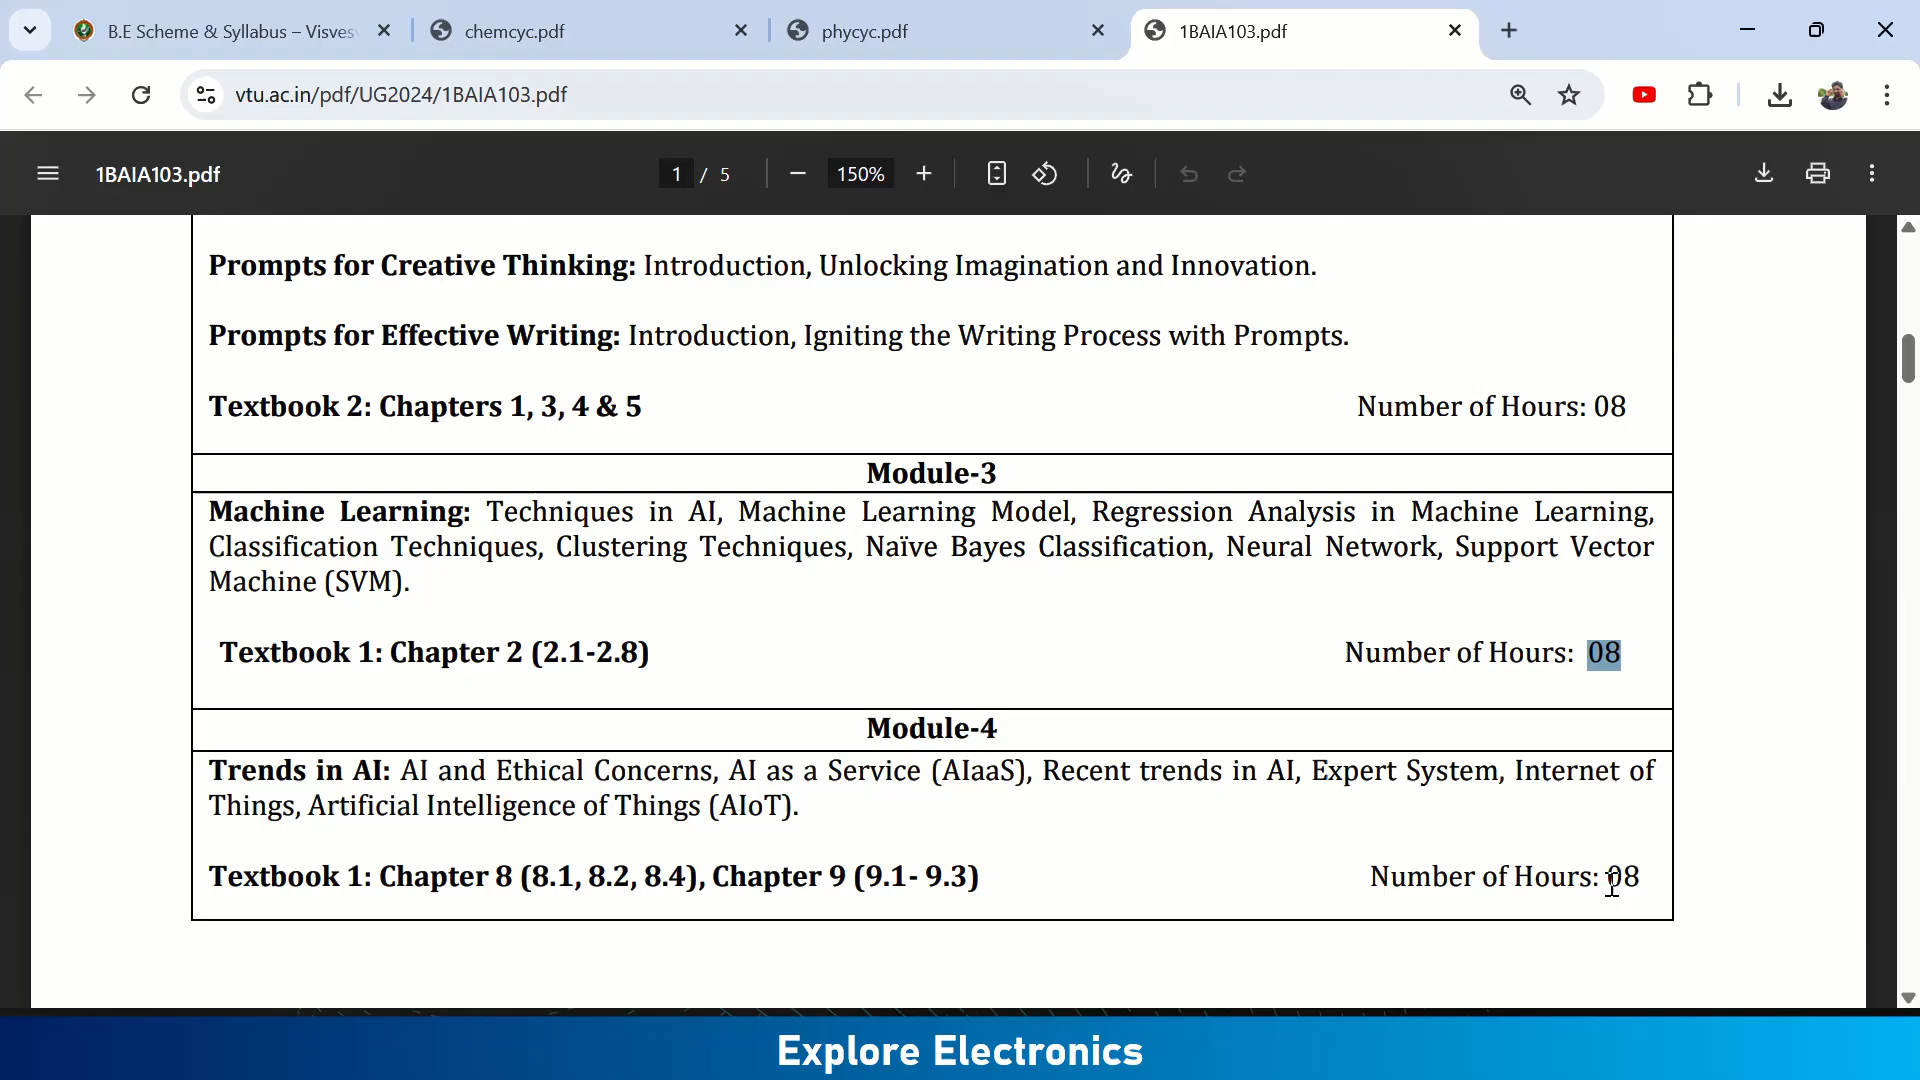 B.E Scheme & Syllabus – Visves
chemcyc.pdf
phycyc.pdf
1BAIA103.pdf
vtu.ac.in/pdf/UG2024/1BAIA103.pdf
1BAIA103.pdf
1 / 5
150%
Prompts for Creative Thinking: Introduction, Unlocking Imagination and Innovation.
Prompts for Effective Writing: Introduction, Igniting the Writing Process with Prompts.
Textbook 2: Chapters 1, 3, 4 & 5 Number of Hours: 08
Module-3
Machine Learning: Techniques in AI, Machine Learning Model, Regression Analysis in Machine Learning,
Classification Techniques, Clustering Techniques, Naïve Bayes Classification, Neural Network, Support Vector
Machine (SVM).
Textbook 1: Chapter 2 (2.1-2.8) Number of Hours: 08
Module-4
Trends in AI: AI and Ethical Concerns, AI as a Service (AIaaS), Recent trends in AI, Expert System, Internet of
Things, Artificial Intelligence of Things (AIoT).
Textbook 1: Chapter 8 (8.1, 8.2, 8.4), Chapter 9 (9.1- 9.3) Number of Hours: 08
Explore Electronics